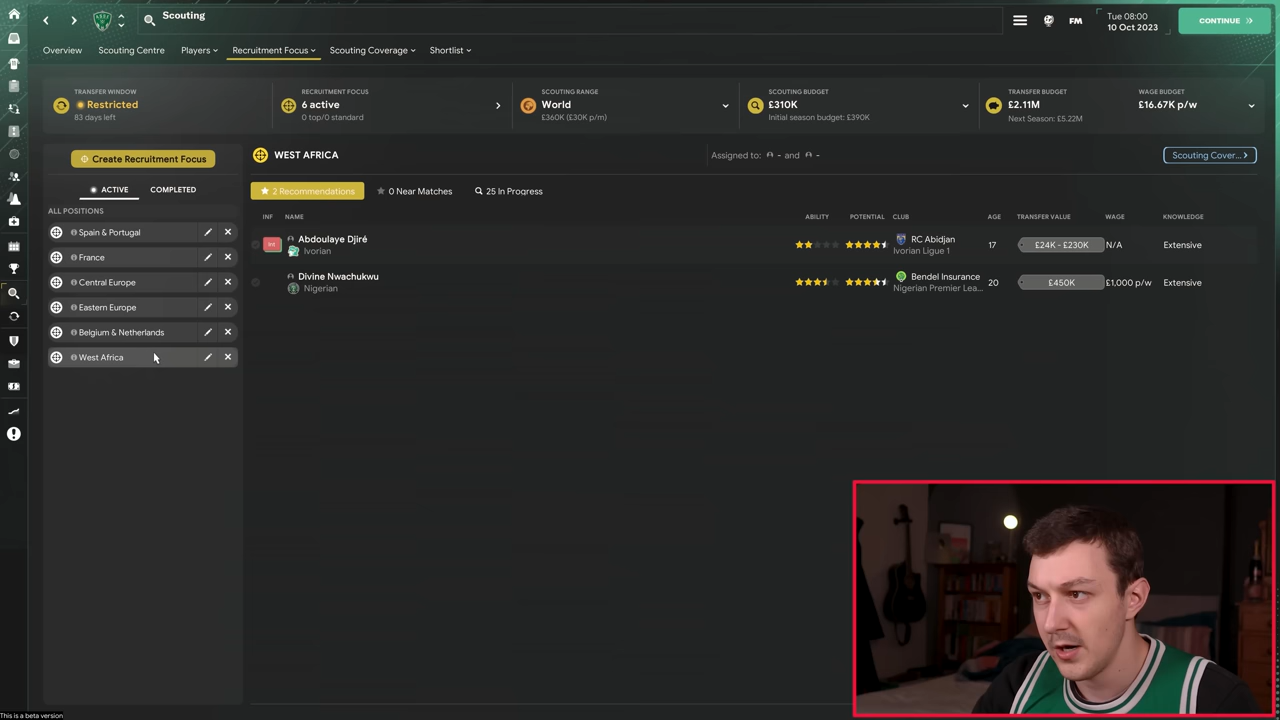 Scouting
FM
Tue 08:00
10 Oct 2023
CONTINUE
Overview
Scouting Centre
Players
Recruitment Focus
Scouting Coverage
Shortlist
TRANSFER WINDOW
Restricted
83 days left
RECRUITMENT FOCUS
6 active
0 top/0 standard
SCOUTING RANGE
World
£360K (£30K p/m)
SCOUTING BUDGET
£310K
Initial season budget: £390K
TRANSFER BUDGET
£2.11M
Next Season: £5.22M
WAGE BUDGET
£16.67K p/w
Create Recruitment Focus
ACTIVE
COMPLETED
ALL POSITIONS
Spain & Portugal
France
Central Europe
Eastern Europe
Belgium & Netherlands
West Africa
WEST AFRICA
Assigned to: - and -
Scouting Cover...
2 Recommendations
0 Near Matches
25 In Progress
INF NAME ABILITY POTENTIAL CLUB AGE TRANSFER VALUE WAGE KNOWLEDGE
Int Abdoulaye Djiré RC Abidjan 17 £24K - £230K N/A Extensive
Ivorian Ivorian Ligue 1
Divine Nwachukwu Bendel Insurance 20 £450K £1,000 p/w Extensive
Nigerian Nigerian Premier Lea...
This is a beta version